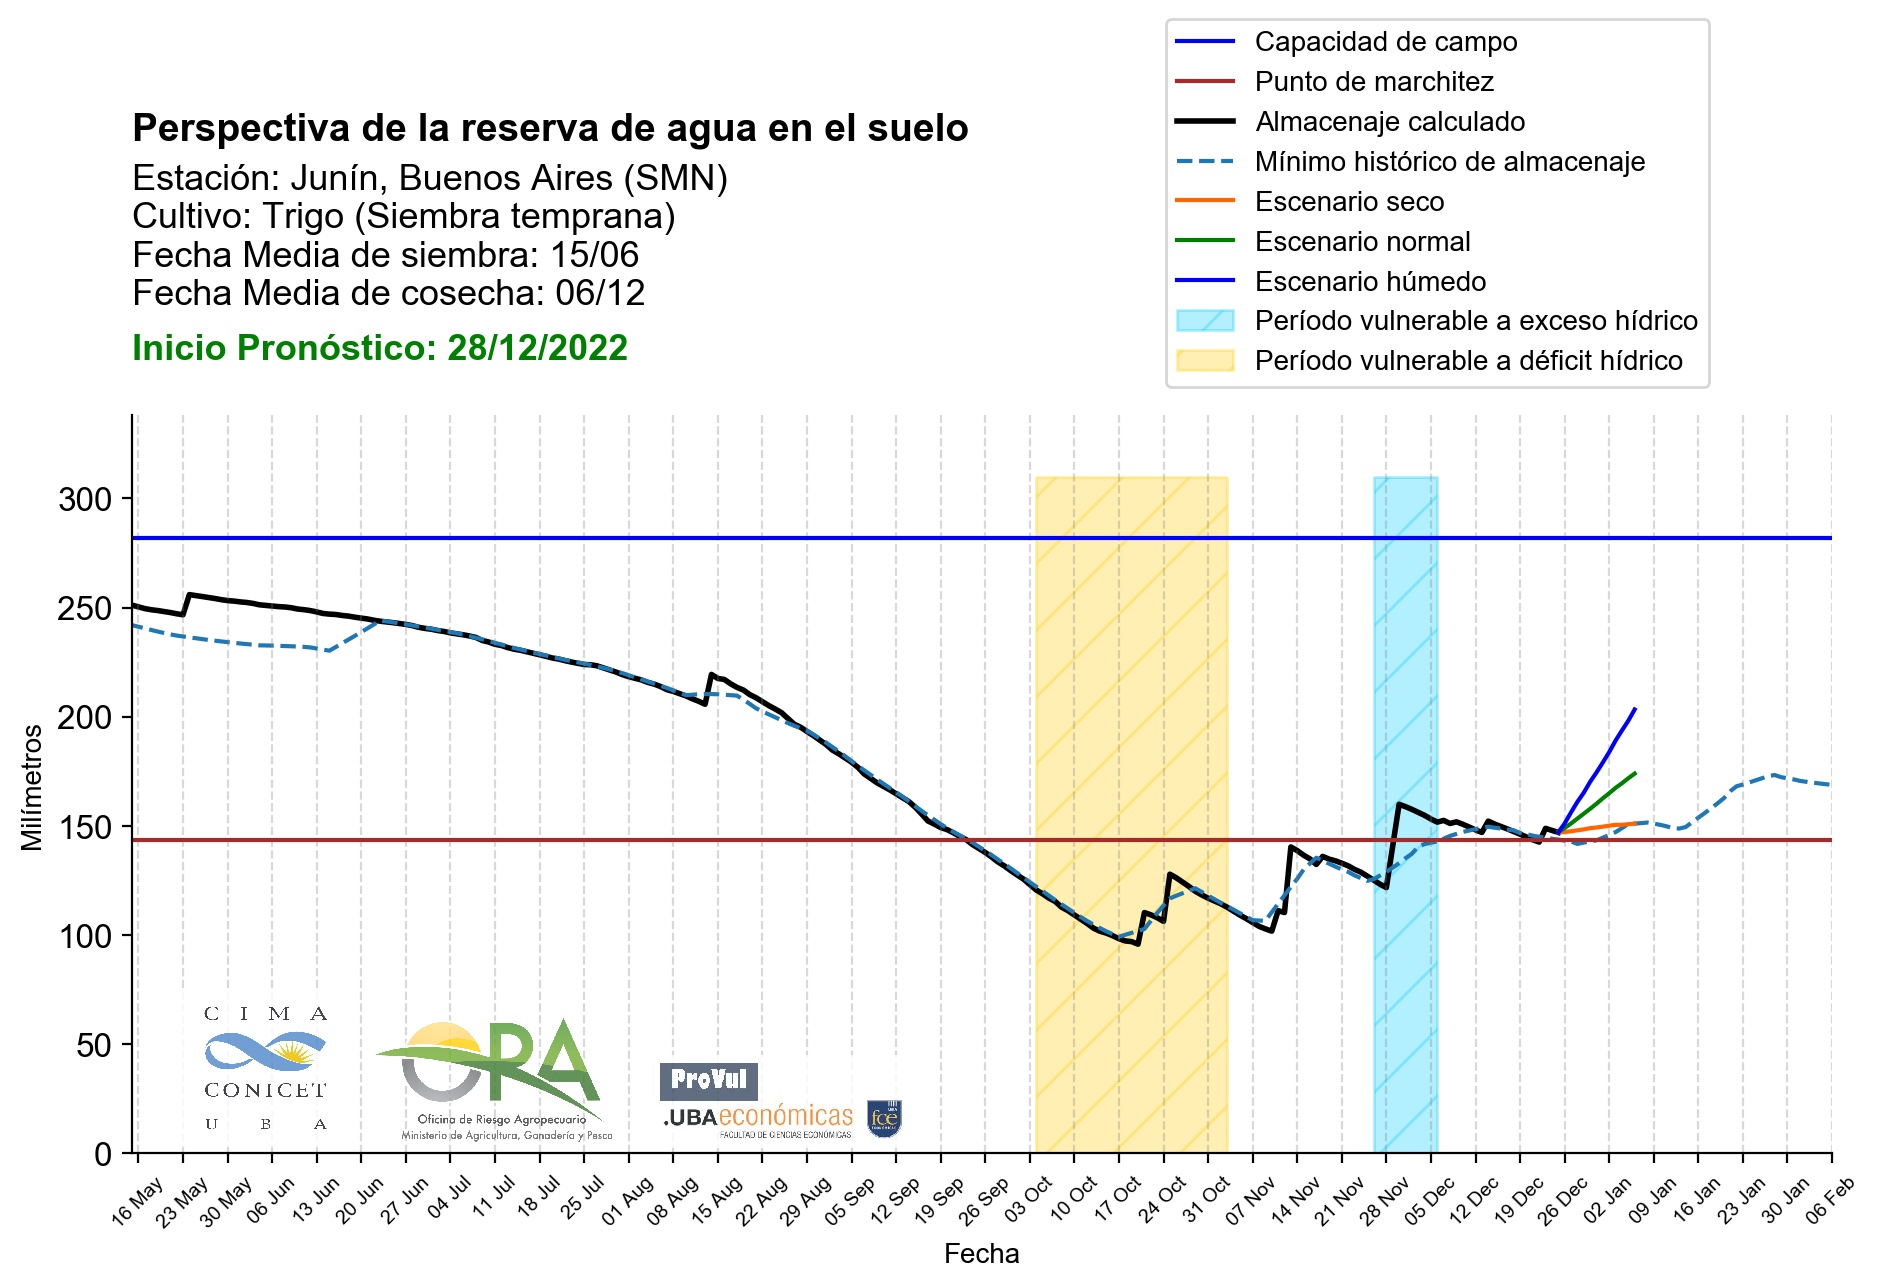 Capacidad de campo
Punto de marchitez
Almacenaje calculado
Mínimo histórico de almacenaje
Escenario seco
Escenario normal
Escenario húmedo
Período vulnerable a exceso hídrico
Período vulnerable a déficit hídrico
Perspectiva de la reserva de agua en el suelo
Estación: Junín, Buenos Aires (SMN)
Cultivo: Trigo (Siembra temprana)
Fecha Media de siembra: 15/06
Fecha Media de cosecha: 06/12
Inicio Pronóstico: 28/12/2022
Milímetros
300
250
200
150
100
50
0
CIMA
CONICET
UBA
ORA
Oficina de Riesgo Agropecuario
Ministerio de Agricultura, Ganadería y Pesca
ProVul
.UBAeconómicas
FACULTAD DE CIENCIAS ECONÓMICAS
fce
16 May 23 May 30 May 06 Jun 13 Jun 20 Jun 27 Jun 04 Jul 11 Jul 18 Jul 25 Jul 01 Aug 08 Aug 15 Aug 22 Aug 29 Aug 05 Sep 12 Sep 19 Sep 26 Sep 03 Oct 10 Oct 17 Oct 24 Oct 31 Oct 07 Nov 14 Nov 21 Nov 28 Nov 05 Dec 12 Dec 19 Dec 26 Dec 02 Jan 09 Jan 16 Jan 23 Jan 30 Jan 06 Feb
Fecha